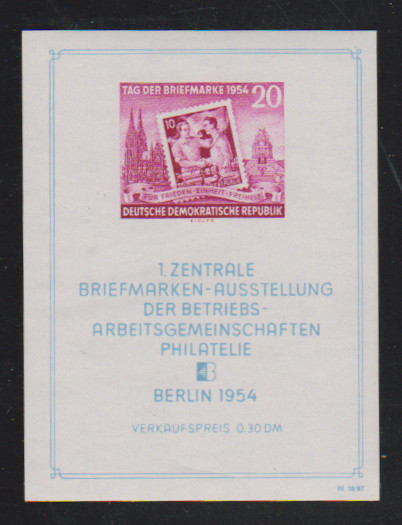 TAG DER BRIEFMARKE 1954 20
10
FÜR FRIEDEN·EINHEIT·FREIHEIT
DEUTSCHE DEMOKRATISCHE REPUBLIK
1. ZENTRALE
BRIEFMARKEN-AUSSTELLUNG
DER BETRIEBS-
ARBEITSGEMEINSCHAFTEN
PHILATELIE
BERLIN 1954
VERKAUFSPREIS 0.30 DM